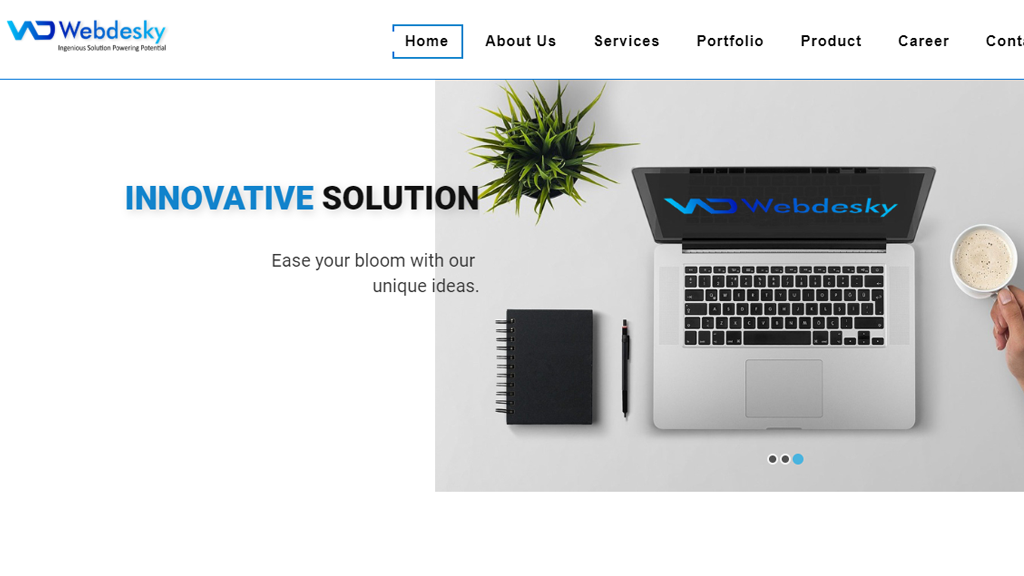 Webdesky
Ingenious Solution Powering Potential
Home
About Us
Services
Portfolio
Product
Career
INNOVATIVE SOLUTION
Ease your bloom with our
unique ideas.
Webdesky